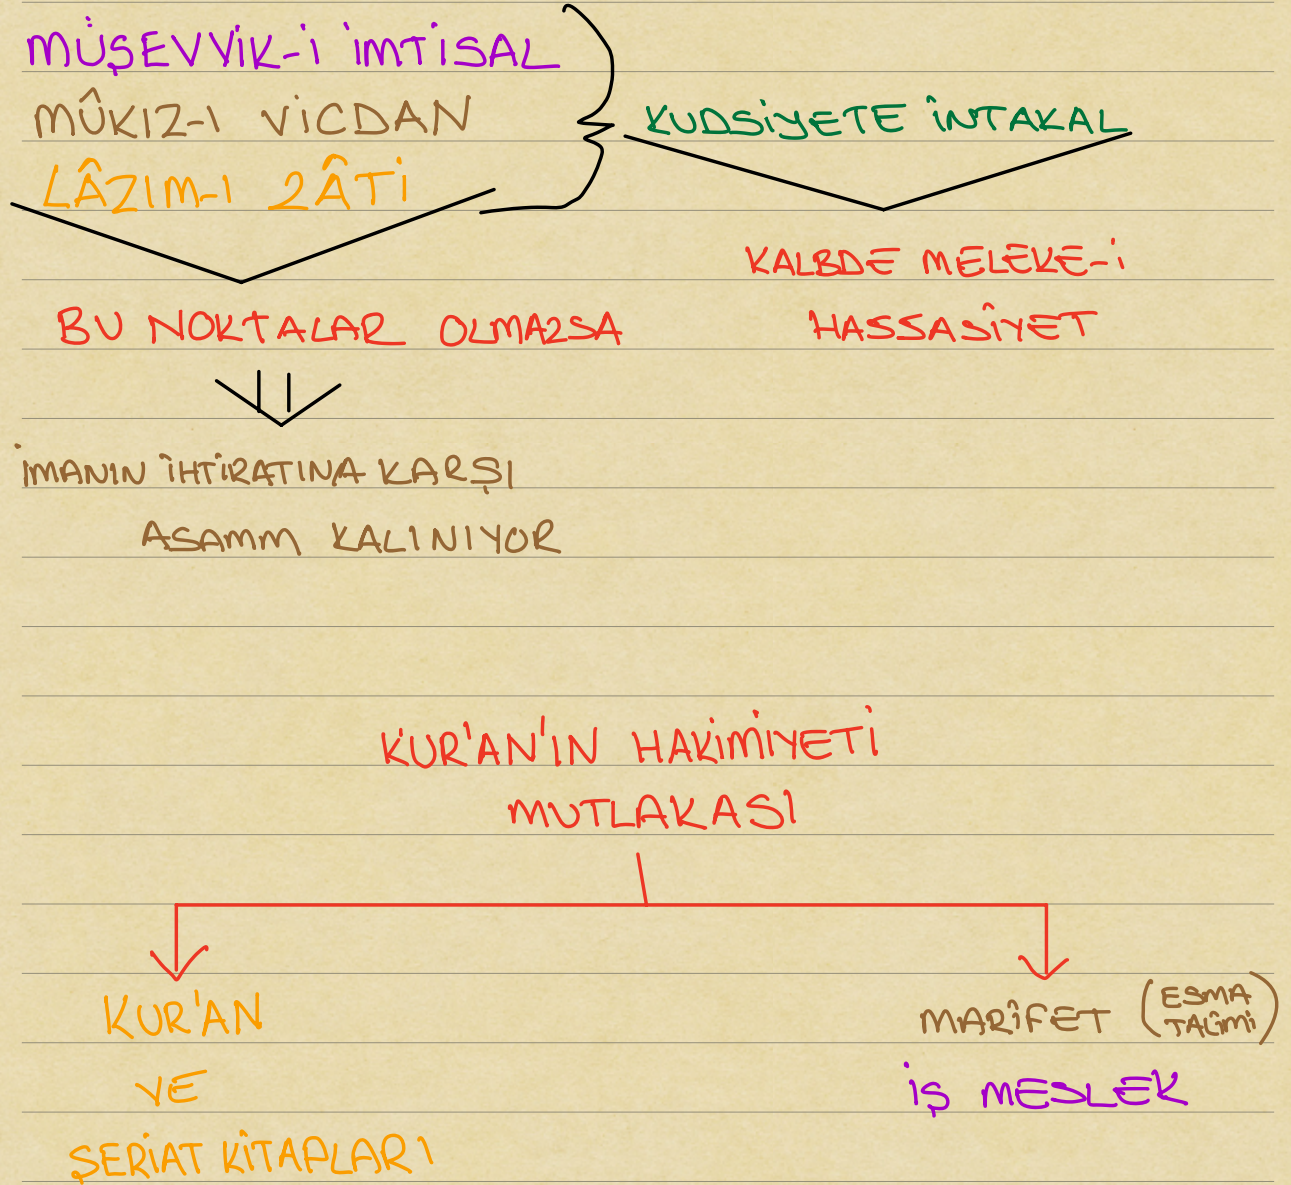 MÜŞEVVİK-İ İMTİSAL
MÛKIZ-I VİCDAN
LÂZIM-I ZÂTİ
KUDSİYETE İNTAKAL
KALBDE MELEKE-İ
HASSASİYET
BU NOKTALAR OLMAZSA
İMANIN İHTİRATINA KARŞI
ASAMM KALINIYOR
KUR'AN'IN HAKİMİYETİ
MUTLAKASI
KUR'AN
VE
ŞERİAT KİTAPLARI
MARİFET (ESMA
TALİMİ)
İŞ MESLEK